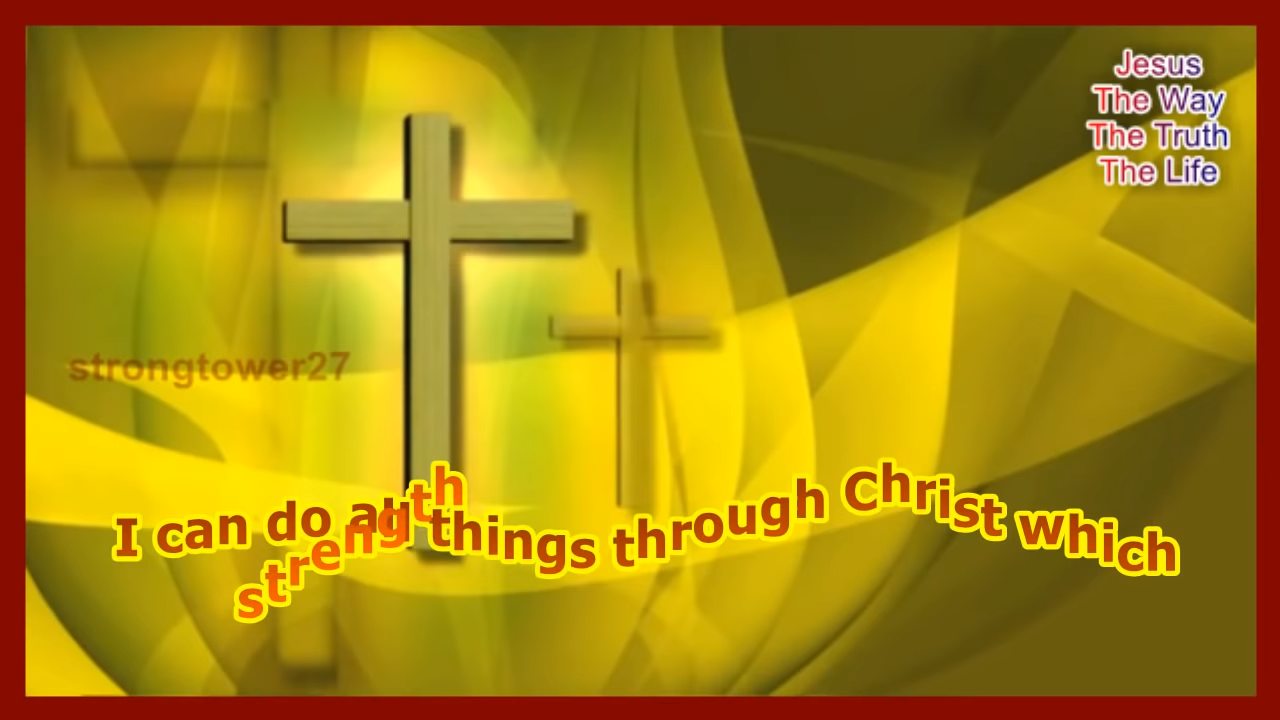 Jesus
The Way
The Truth
The Life
strongtower27
I can do all things through Christ which
strength